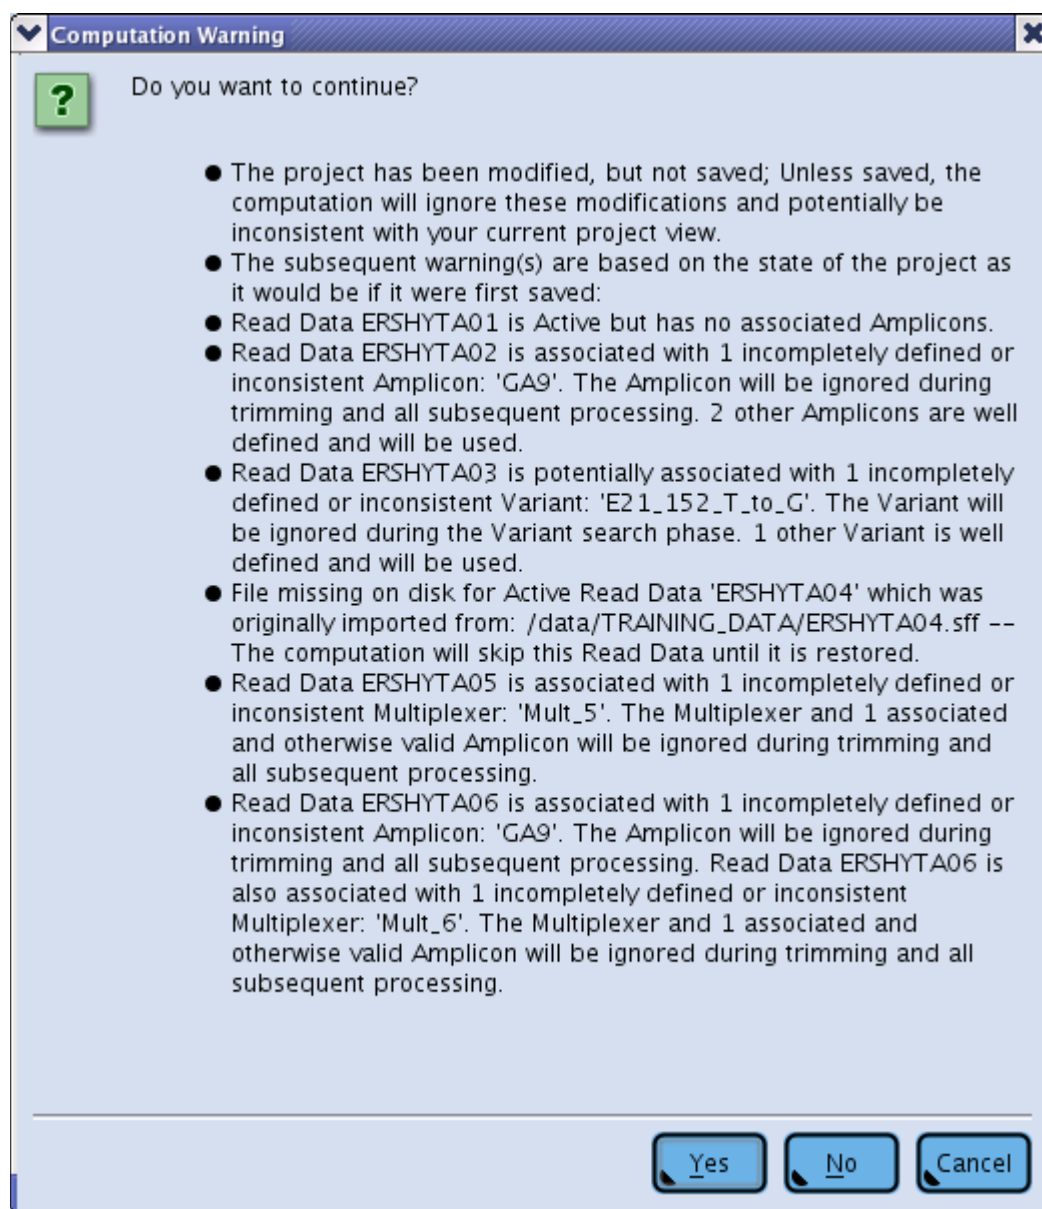 Computation Warning
Do you want to continue?
● The project has been modified, but not saved; Unless saved, the
computation will ignore these modifications and potentially be
inconsistent with your current project view.
● The subsequent warning(s) are based on the state of the project as
it would be if it were first saved:
● Read Data ERSHYTA01 is Active but has no associated Amplicons.
● Read Data ERSHYTA02 is associated with 1 incompletely defined or
inconsistent Amplicon: 'GA9'. The Amplicon will be ignored during
trimming and all subsequent processing. 2 other Amplicons are well
defined and will be used.
● Read Data ERSHYTA03 is potentially associated with 1 incompletely
defined or inconsistent Variant: 'E21_152_T_to_G'. The Variant will
be ignored during the Variant search phase. 1 other Variant is well
defined and will be used.
● File missing on disk for Active Read Data 'ERSHYTA04' which was
originally imported from: /data/TRAINING_DATA/ERSHYTA04.sff --
The computation will skip this Read Data until it is restored.
● Read Data ERSHYTA05 is associated with 1 incompletely defined or
inconsistent Multiplexer: 'Mult_5'. The Multiplexer and 1 associated
and otherwise valid Amplicon will be ignored during trimming and
all subsequent processing.
● Read Data ERSHYTA06 is associated with 1 incompletely defined or
inconsistent Amplicon: 'GA9'. The Amplicon will be ignored during
trimming and all subsequent processing. Read Data ERSHYTA06 is
also associated with 1 incompletely defined or inconsistent
Multiplexer: 'Mult_6'. The Multiplexer and 1 associated and
otherwise valid Amplicon will be ignored during trimming and all
subsequent processing.
Yes No Cancel